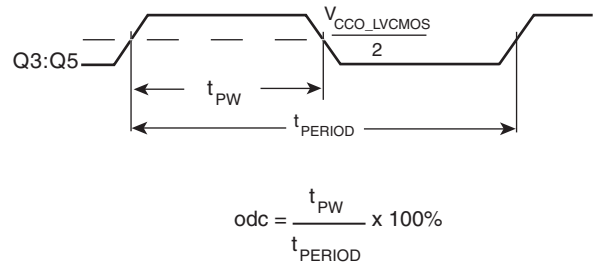 V_CCO_LVCMOS
2
Q3:Q5
t_PW
t_PERIOD
odc = t_PW / t_PERIOD x 100%